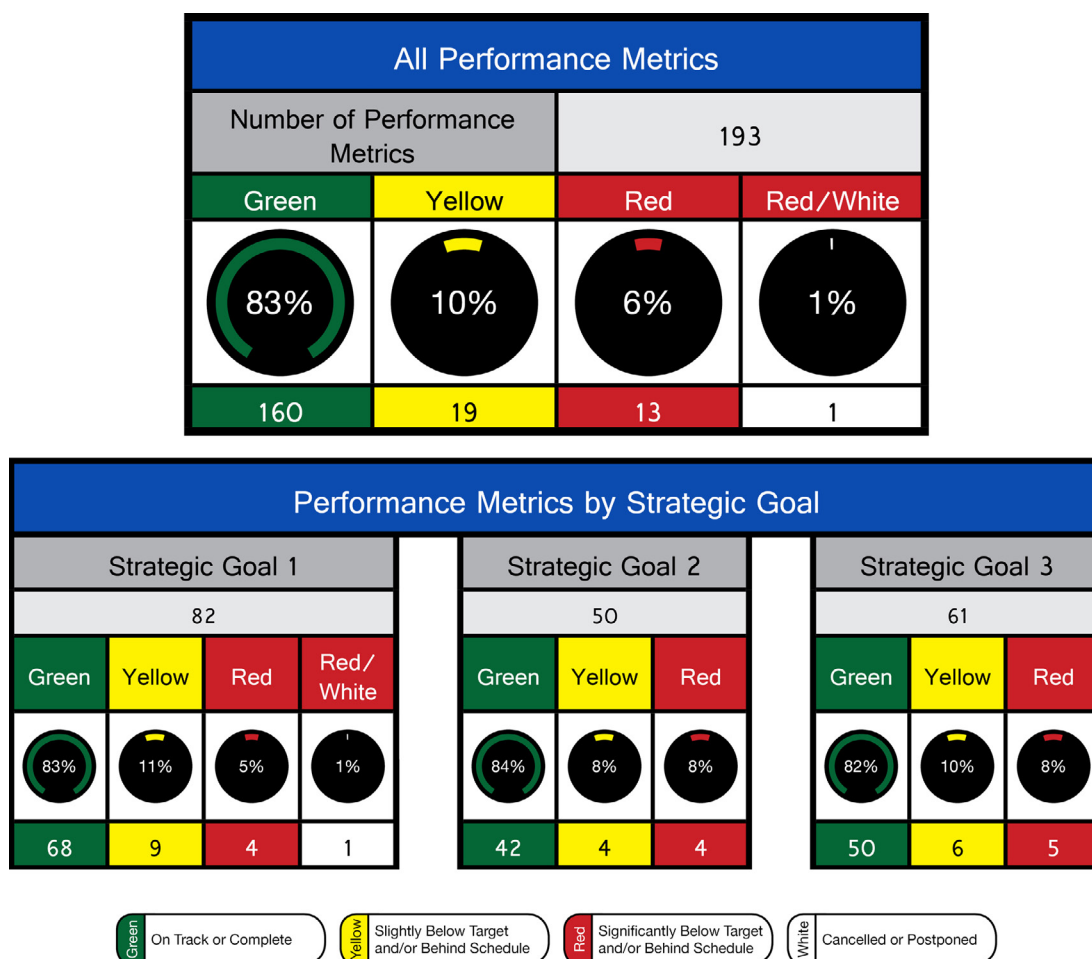 All Performance Metrics
Number of Performance
Metrics
193
Green Yellow Red Red/White
83% 10% 6% 1%
160 19 13 1
Performance Metrics by Strategic Goal
Strategic Goal 1 Strategic Goal 2 Strategic Goal 3
82 50 61
Green Yellow Red Red/
White
Green Yellow Red
Green Yellow Red
83% 11% 5% 1% 84% 8% 8% 82% 10% 8%
68 9 4 1 42 4 4 50 6 5
Green
On Track or Complete
Yellow
Slightly Below Target
and/or Behind Schedule
Red
Significantly Below Target
and/or Behind Schedule
White
Cancelled or Postponed